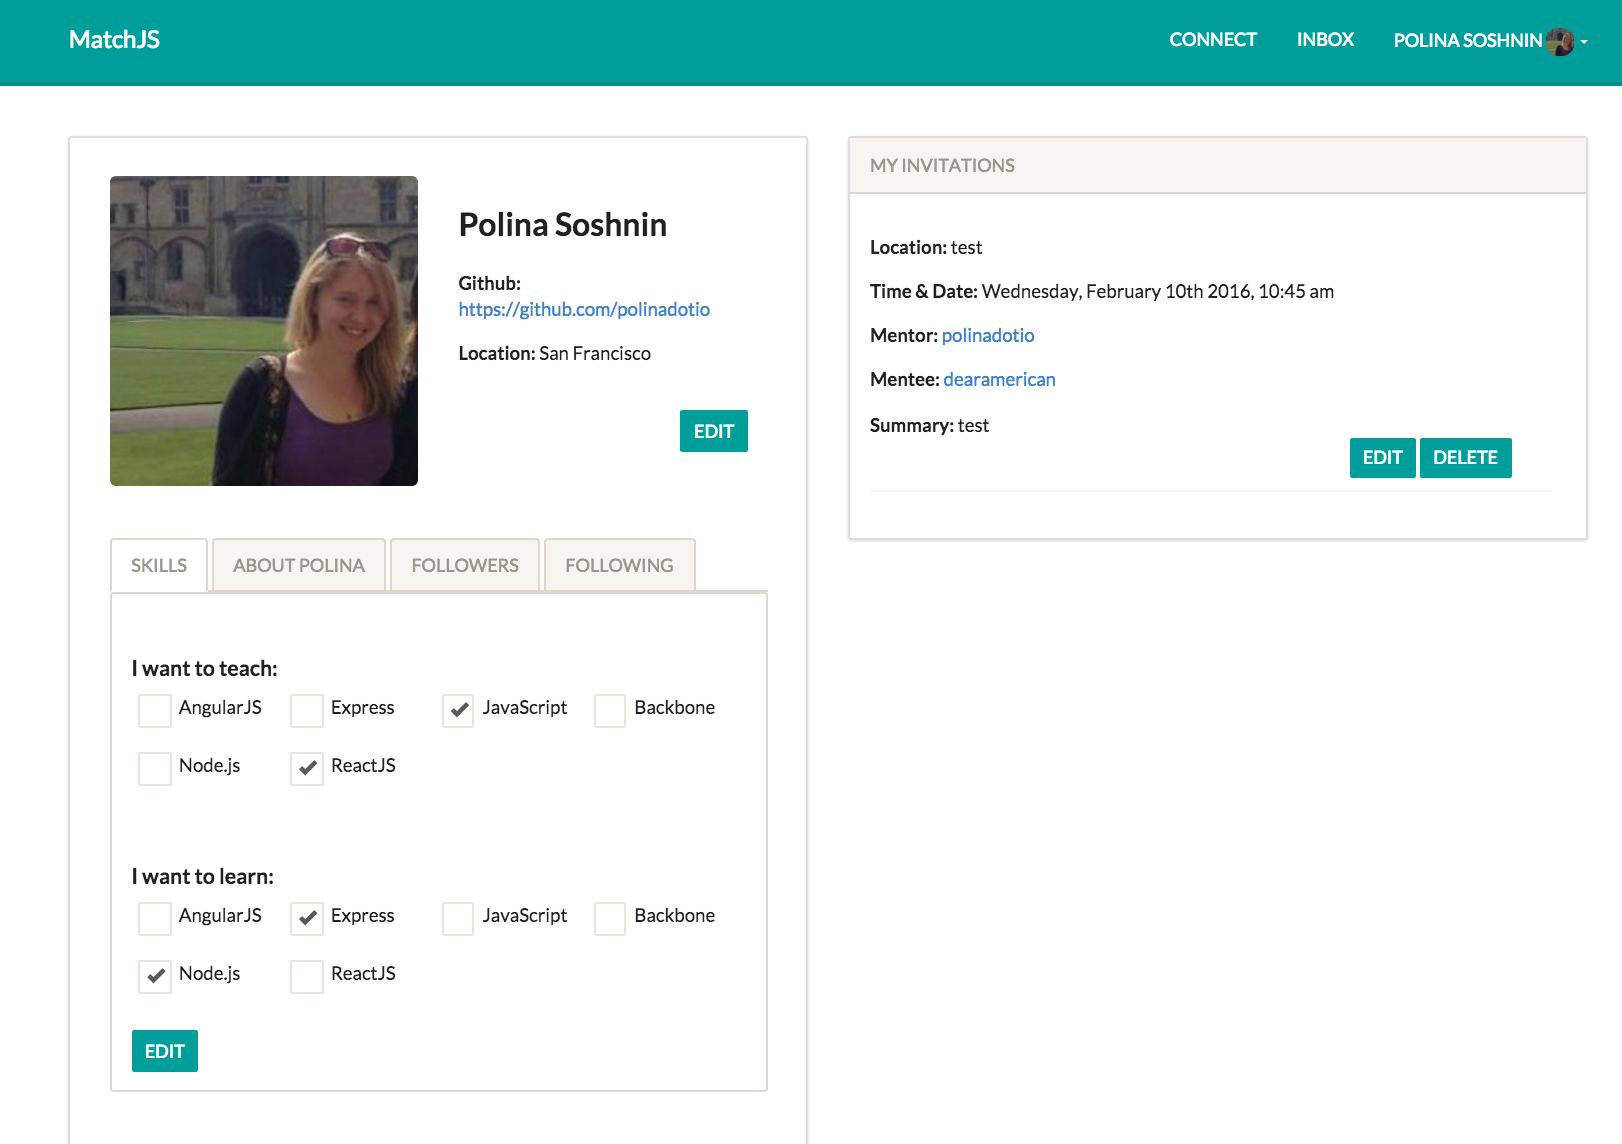 MatchJS
CONNECT
INBOX
POLINA SOSHNIN
Polina Soshnin
Github:
https://github.com/polinadotio
Location: San Francisco
EDIT
SKILLS
ABOUT POLINA
FOLLOWERS
FOLLOWING
I want to teach:
AngularJS
Express
JavaScript
Backbone
Node.js
ReactJS
I want to learn:
AngularJS
Express
JavaScript
Backbone
Node.js
ReactJS
EDIT
MY INVITATIONS
Location: test
Time & Date: Wednesday, February 10th 2016, 10:45 am
Mentor: polinadotio
Mentee: dearamerican
Summary: test
EDIT
DELETE